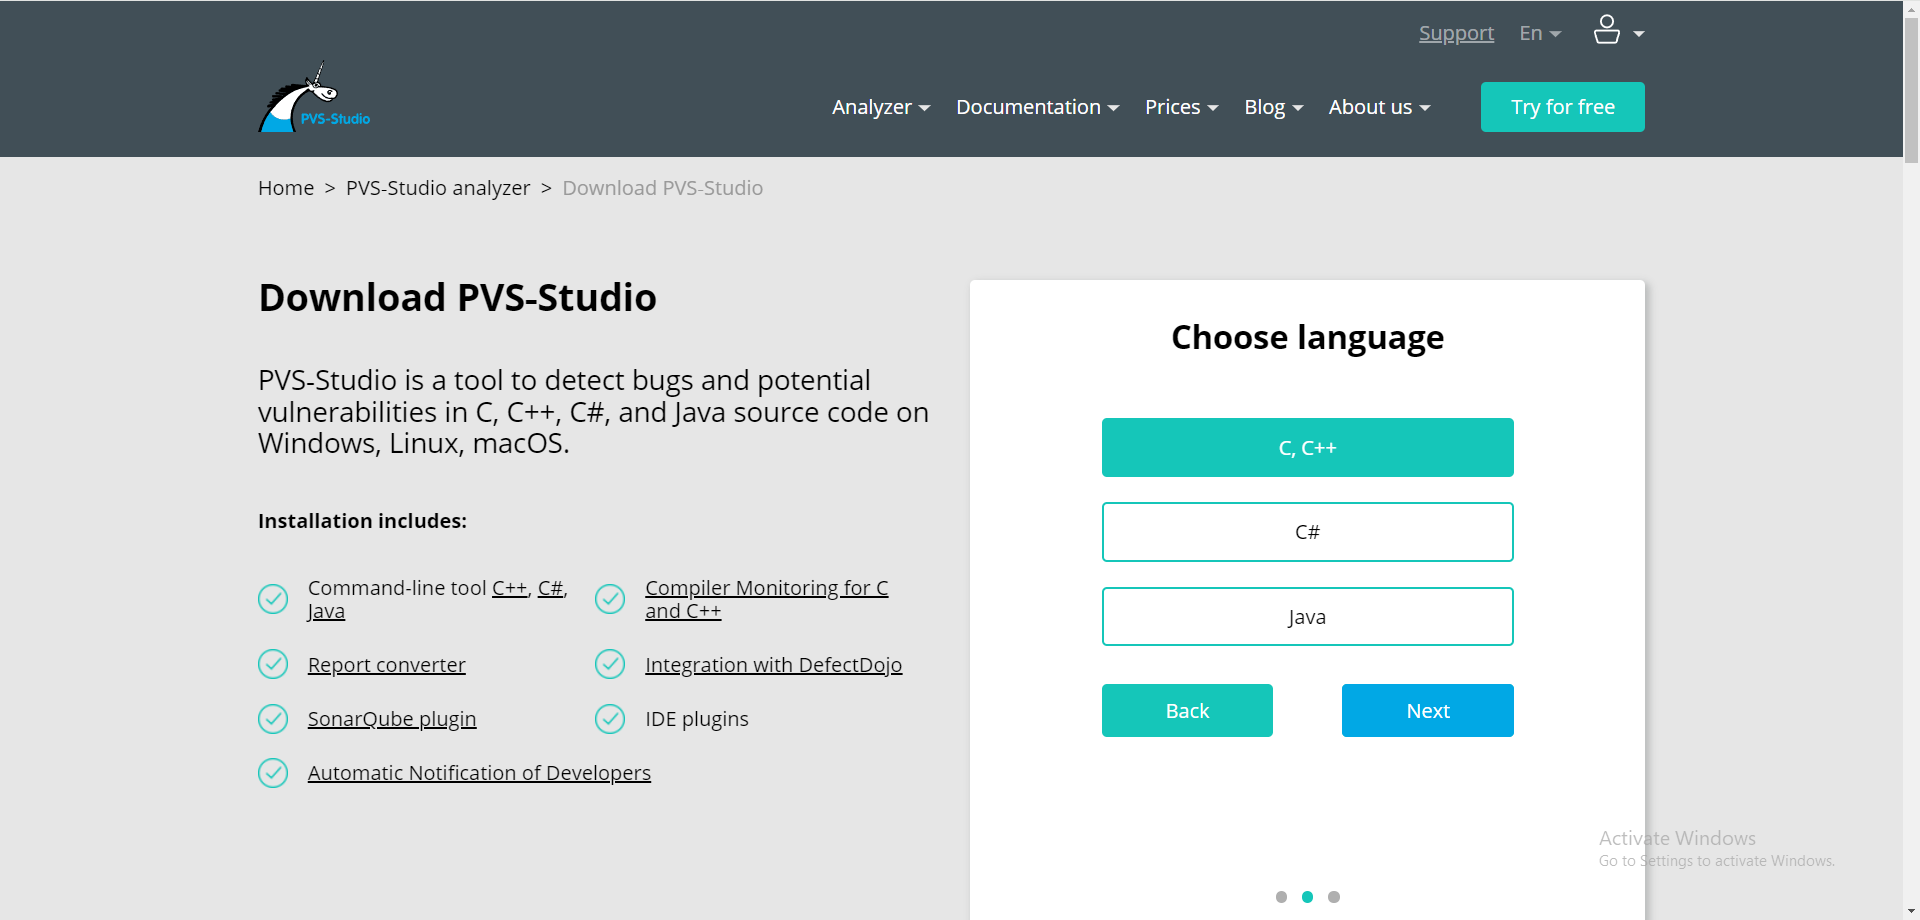 Support En
PVS-Studio
Analyzer Documentation Prices Blog About us Try for free
Home > PVS-Studio analyzer > Download PVS-Studio
Download PVS-Studio
PVS-Studio is a tool to detect bugs and potential
vulnerabilities in C, C++, C#, and Java source code on
Windows, Linux, macOS.
Installation includes:
Command-line tool C++, C#,
Java
Compiler Monitoring for C
and C++
Report converter
Integration with DefectDojo
SonarQube plugin
IDE plugins
Automatic Notification of Developers
Choose language
C, C++
C#
Java
Back
Next
Activate Windows
Go to Settings to activate Windows.